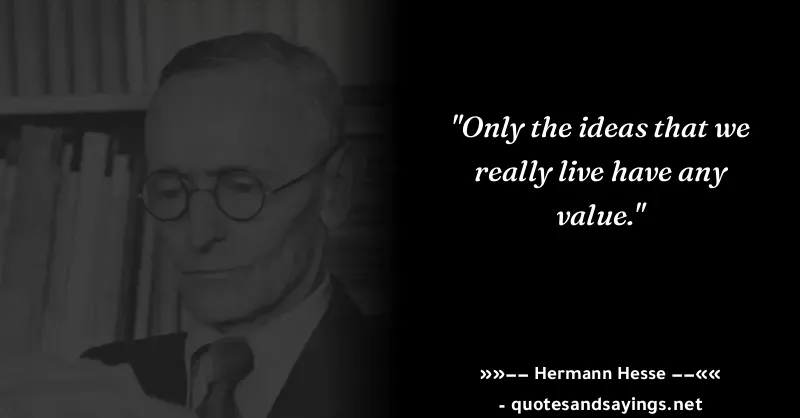 "Only the ideas that we
really live have any
value."
»»−− Hermann Hesse −−««
- quotesandsayings.net